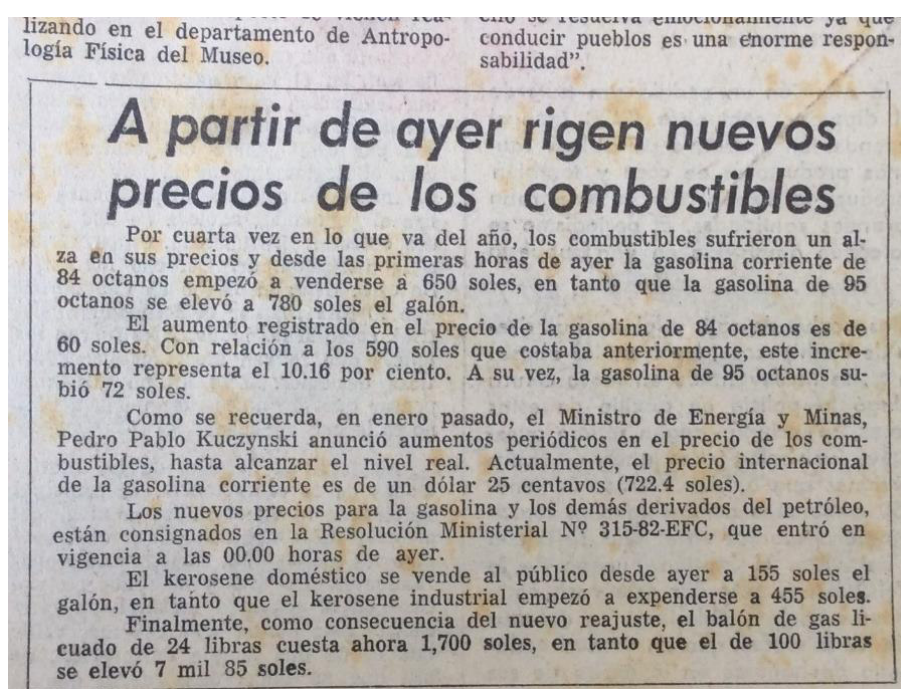 lizando en el departamento de Antropo-
logía Física del Museo.
conducir pueblos es una enorme respon-
sabilidad".
A partir de ayer rigen nuevos
precios de los combustibles
Por cuarta vez en lo que va del año, los combustibles sufrieron un al-
za en sus precios y desde las primeras horas de ayer la gasolina corriente de
84 octanos empezó a venderse a 650 soles, en tanto que la gasolina de 95
octanos se elevó a 780 soles el galón.
El aumento registrado en el precio de la gasolina de 84 octanos es de
60 soles. Con relación a los 590 soles que costaba anteriormente, este incre-
mento representa el 10.16 por ciento. A su vez, la gasolina de 95 octanos su-
bió 72 soles.
Como se recuerda, en enero pasado, el Ministro de Energía y Minas,
Pedro Pablo Kuczynski anunció aumentos periódicos en el precio de los com-
bustibles, hasta alcanzar el nivel real. Actualmente, el precio internacional
de la gasolina corriente es de un dólar 25 centavos (722.4 soles).
Los nuevos precios para la gasolina y los demás derivados del petróleo,
están consignados en la Resolución Ministerial Nº 315-82-EFC, que entró en
vigencia a las 00.00 horas de ayer.
El kerosene doméstico se vende al público desde ayer a 155 soles el
galón, en tanto que el kerosene industrial empezó a expenderse a 455 soles.
Finalmente, como consecuencia del nuevo reajuste, el balón de gas li-
cuado de 24 libras cuesta ahora 1,700 soles, en tanto que el de 100 libras
se elevó 7 mil 85 soles.